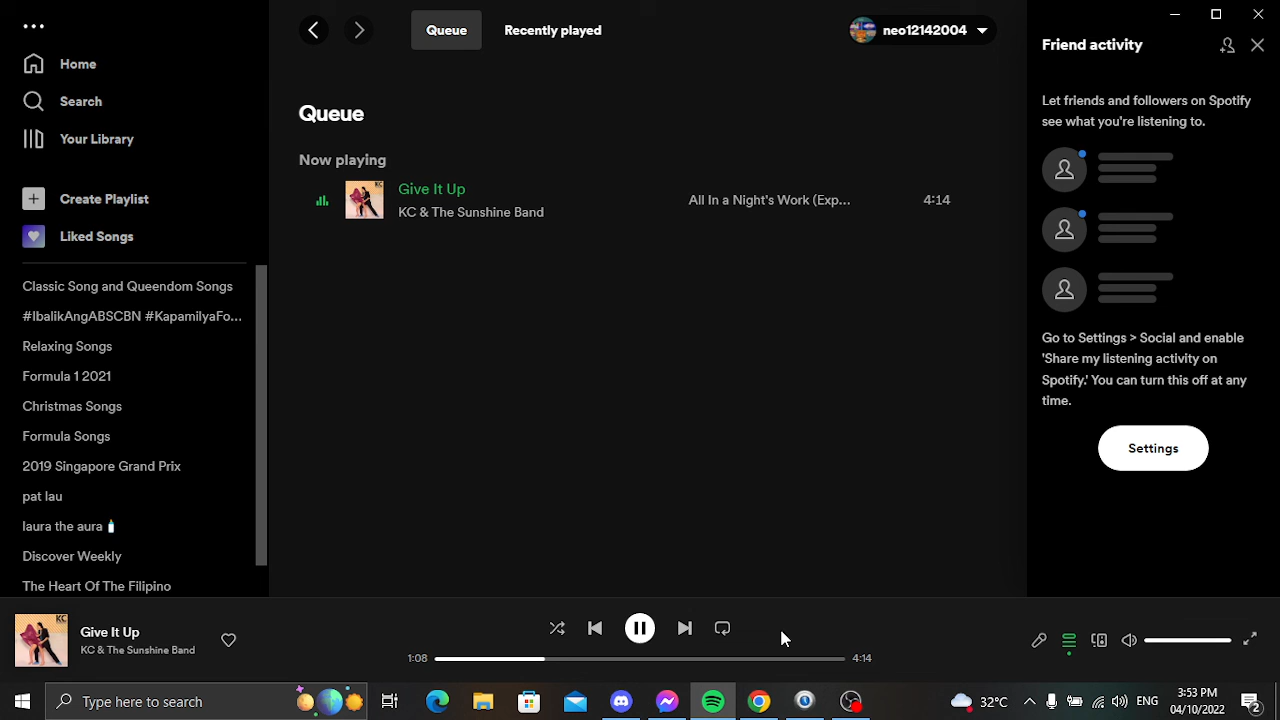 Home
Search
Your Library
Create Playlist
Liked Songs
Classic Song and Queendom Songs
#IbalikAngABSCBN #KapamilyaFo...
Relaxing Songs
Formula 1 2021
Christmas Songs
Formula Songs
2019 Singapore Grand Prix
pat lau
laura the aura
Discover Weekly
The Heart Of The Filipino
Queue
Recently played
neo12142004
Queue
Now playing
KC
Give It Up
KC & The Sunshine Band
All In a Night's Work (Exp...
4:14
Friend activity
Let friends and followers on Spotify
see what you're listening to.
Go to Settings > Social and enable
'Share my listening activity on
Spotify.' You can turn this off at any
time.
Settings
KC
Give It Up
KC & The Sunshine Band
1:08
4:14
Type here to search
32°C
ENG
3:53 PM
04/10/2022
2